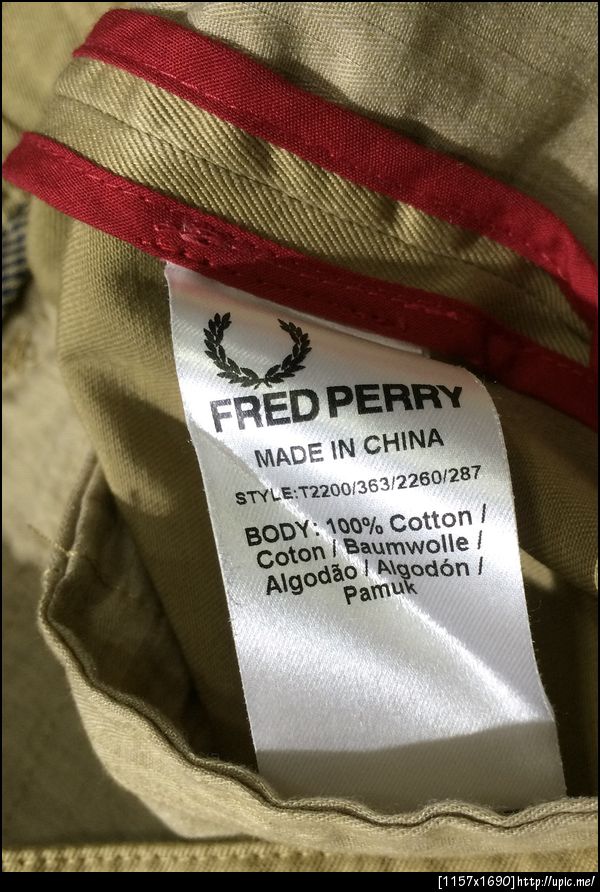 FRED PERRY
MADE IN CHINA
STYLE:T2200/363/2260/287
BODY: 100% Cotton /
Coton / Baumwolle /
Algodão / Algodón /
Pamuk
[1157x1690]http://upic.me/